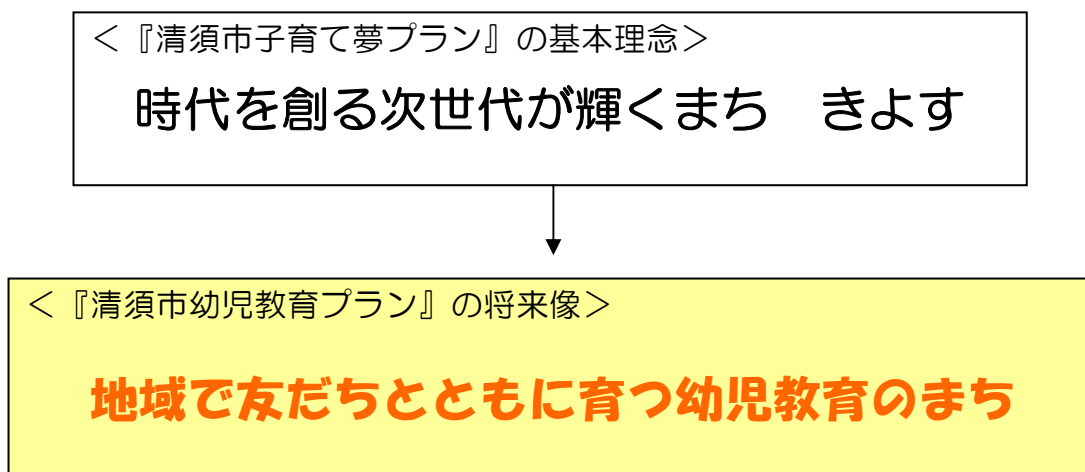 ＜『清須市子育て夢プラン』の基本理念＞
時代を創る次世代が輝くまち　きよす
＜『清須市幼児教育プラン』の将来像＞
地域で友だちとともに育つ幼児教育のまち